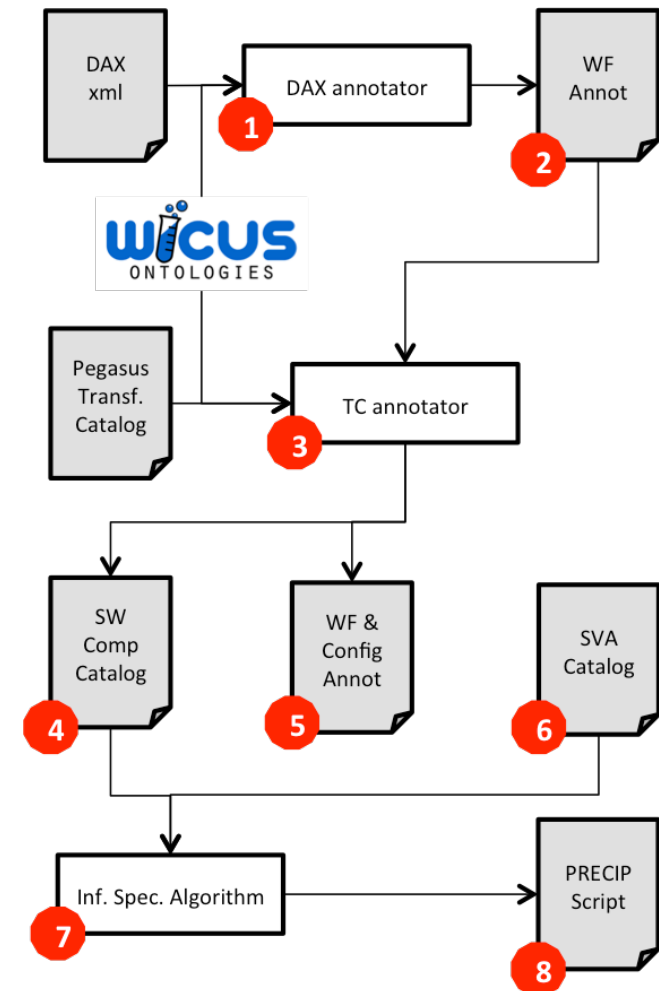 DAX
xml
DAX annotator
1
WF
Annot
2
WICUS
ONTOLOGIES
Pegasus
Transf.
Catalog
TC annotator
3
SW
Comp
Catalog
4
WF &
Config
Annot
5
SVA
Catalog
6
Inf. Spec. Algorithm
7
PRECIP
Script
8